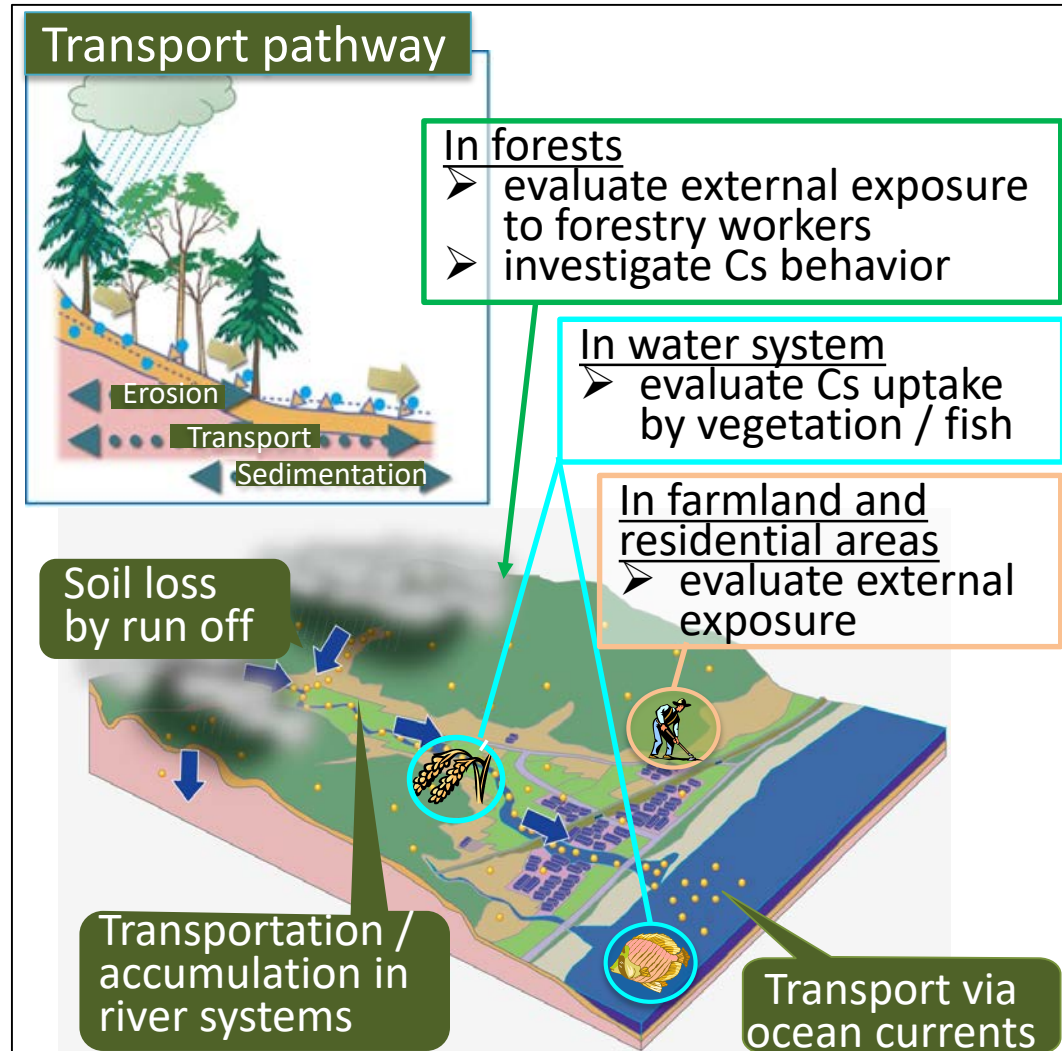 Transport pathway
In forests
➢ evaluate external exposure
to forestry workers
➢ investigate Cs behavior
In water system
➢ evaluate Cs uptake
by vegetation / fish
In farmland and
residential areas
➢ evaluate external
exposure
Erosion
Transport
Sedimentation
Soil loss
by run off
Transportation /
accumulation in
river systems
Transport via
ocean currents